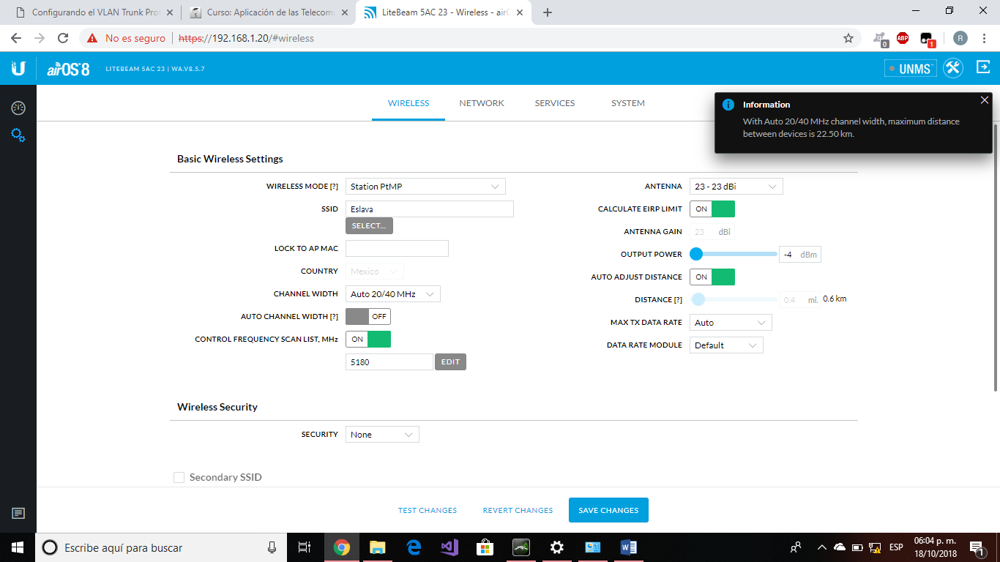 Configurando el VLAN Trunk Prot
Curso: Aplicación de las Telecomu
LiteBeam 5AC 23 - Wireless - airO
No es seguro
https://192.168.1.20/#wireless
0
ABP
1
R
U
airOS 8
LITEBEAM 5AC 23 | WA.V8.5.7
UNMS
WIRELESS
NETWORK
SERVICES
SYSTEM
Information
With Auto 20/40 MHz channel width, maximum distance
between devices is 22.50 km.
Basic Wireless Settings
WIRELESS MODE [?]
Station PtMP
SSID
Eslava
SELECT...
LOCK TO AP MAC
COUNTRY
Mexico
CHANNEL WIDTH
Auto 20/40 MHz
AUTO CHANNEL WIDTH [?]
OFF
CONTROL FREQUENCY SCAN LIST, MHz
ON
5180
EDIT
ANTENNA
23 - 23 dBi
CALCULATE EIRP LIMIT
ON
ANTENNA GAIN
23 dBi
OUTPUT POWER
-4 dBm
AUTO ADJUST DISTANCE
ON
DISTANCE [?]
0.4 mi. 0.6 km
MAX TX DATA RATE
Auto
DATA RATE MODULE
Default
Wireless Security
SECURITY
None
Secondary SSID
TEST CHANGES
REVERT CHANGES
SAVE CHANGES
Escribe aquí para buscar
ESP
06:04 p. m.
18/10/2018
1